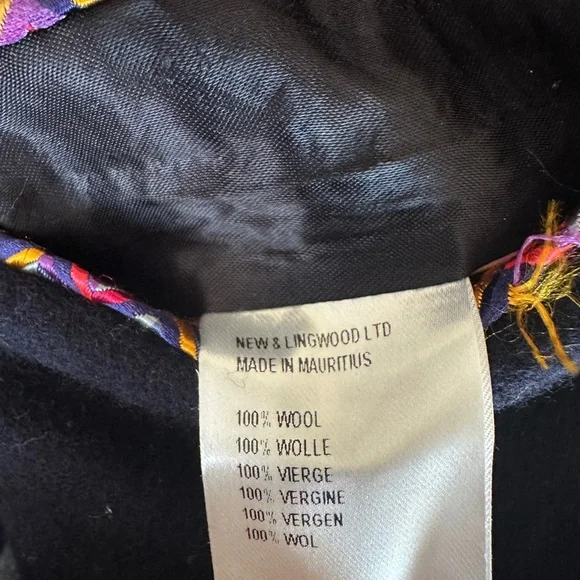 NEW & LINGWOOD LTD
MADE IN MAURITIUS
100% WOOL
100% WOLLE
100% VIERGE
100% VERGINE
100% VERGEN
100% WOL